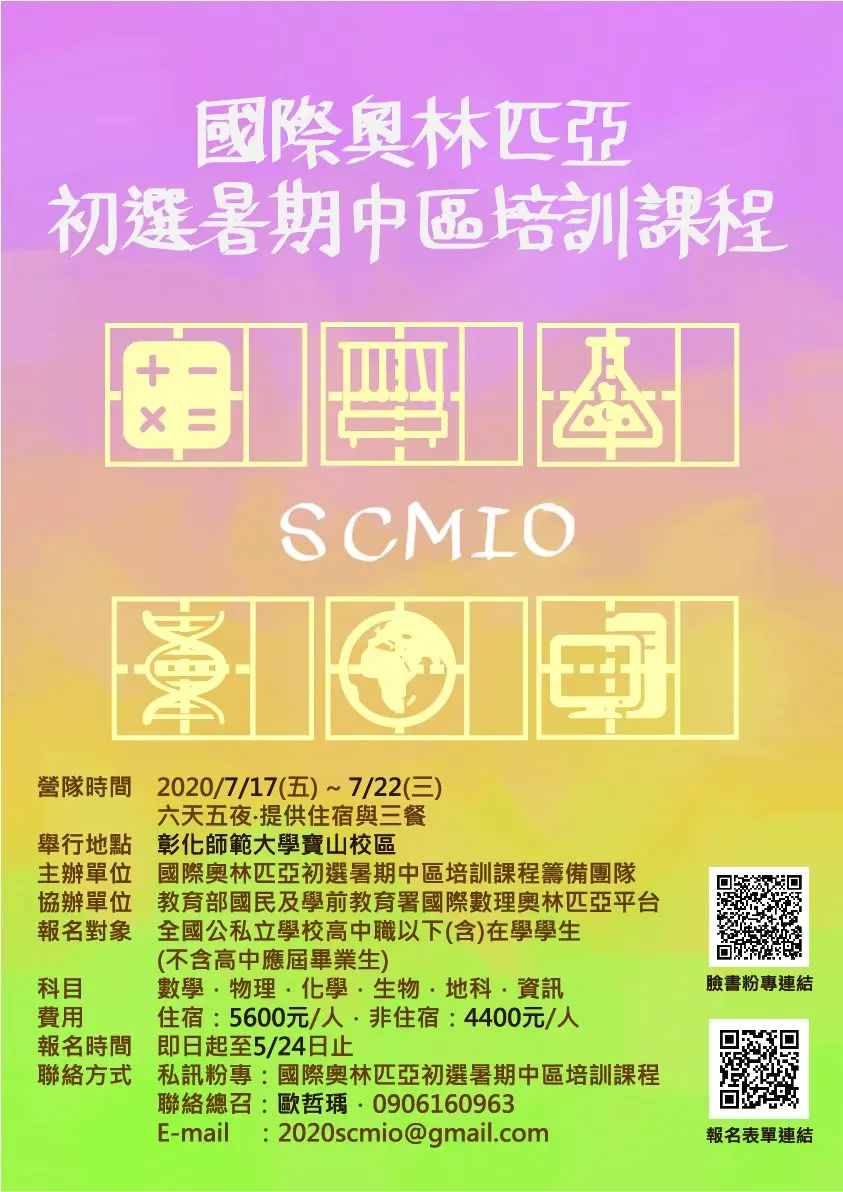 國際奧林匹亞
初選暑期中區培訓課程
SCMIO
營隊時間 2020/7/17(五) ~ 7/22(三)
六天五夜·提供住宿與三餐
舉行地點 彰化師範大學寶山校區
主辦單位 國際奧林匹亞初選暑期中區培訓課程籌備團隊
協辦單位 教育部國民及學前教育署國際數理奧林匹亞平台
報名對象 全國公私立學校高中職以下(含)在學學生
(不含高中應屆畢業生)
科目 數學．物理．化學．生物．地科．資訊
費用 住宿：5600元/人．非住宿：4400元/人
報名時間 即日起至5/24日止
聯絡方式 私訊粉專：國際奧林匹亞初選暑期中區培訓課程
聯絡總召：歐哲瑀．0906160963
E-mail ：2020scmio@gmail.com
臉書粉專連結
報名表單連結